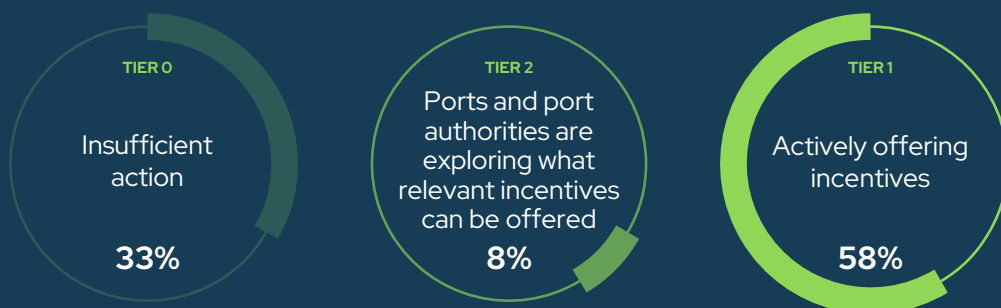 TIER 0
Insufficient
action
33%
TIER 2
Ports and port
authorities are
exploring what
relevant incentives
can be offered
8%
TIER 1
Actively offering
incentives
58%